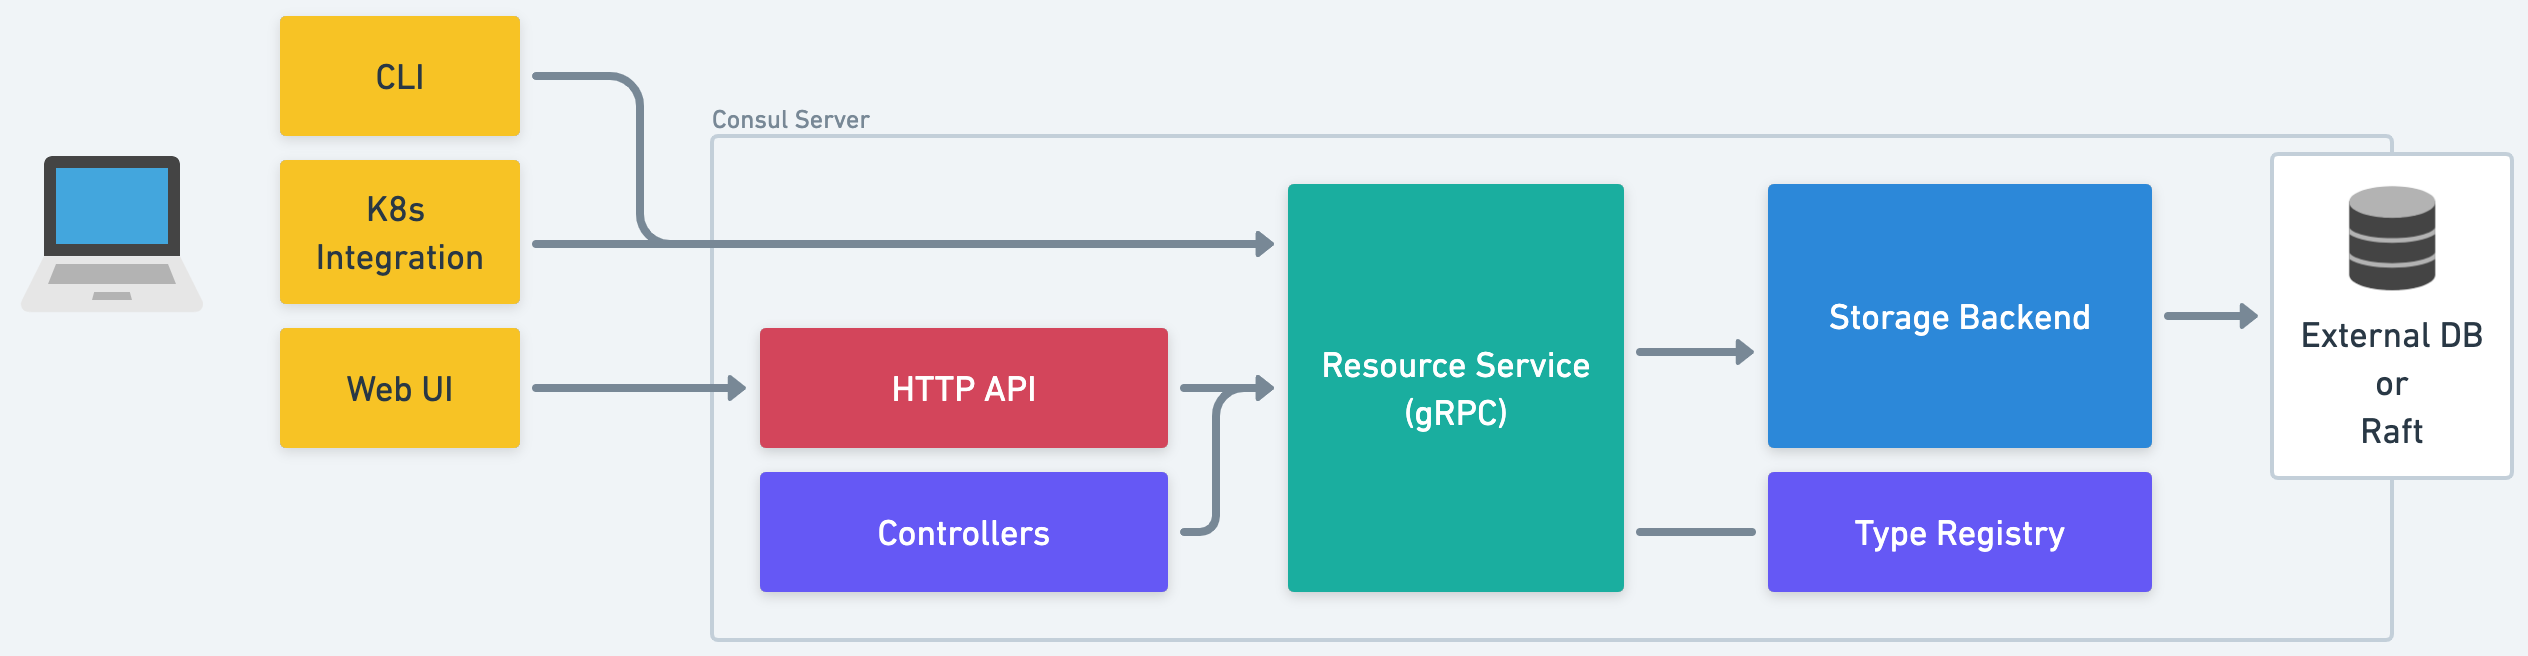 CLI
K8s
Integration
Web UI
Consul Server
HTTP API
Controllers
Resource Service
(gRPC)
Storage Backend
Type Registry
External DB
or
Raft